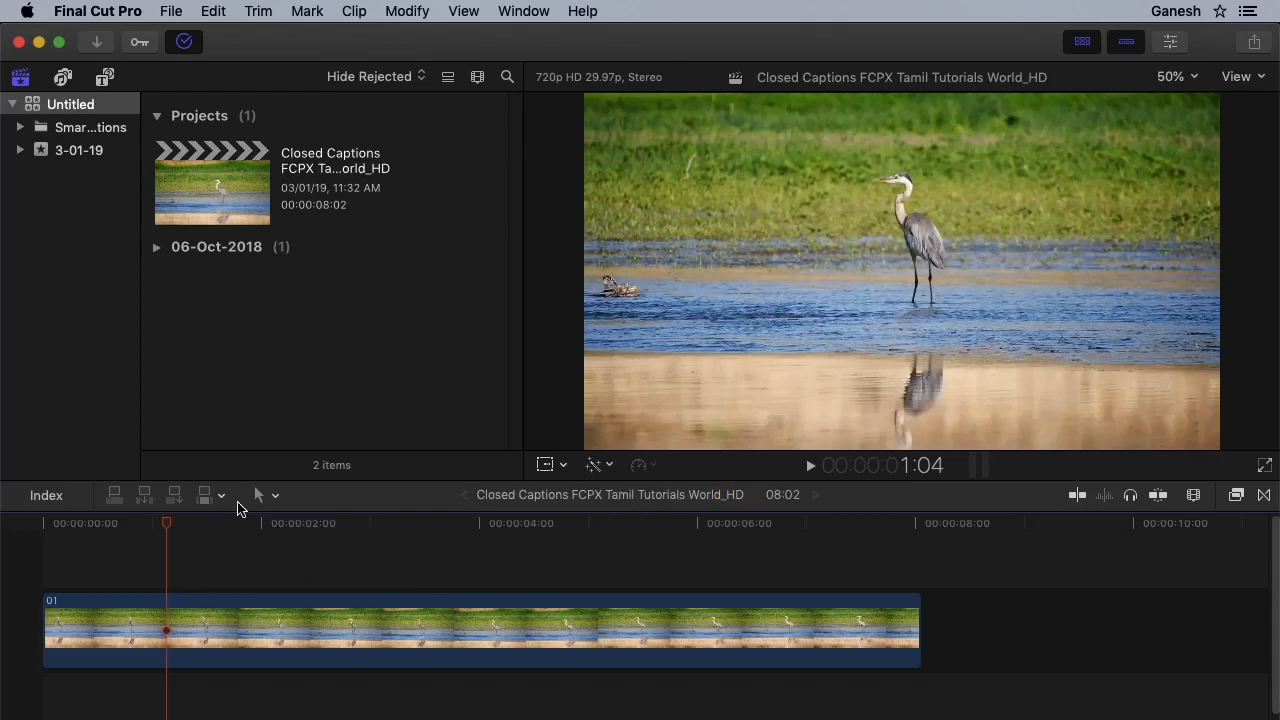 Final Cut Pro File Edit Trim Mark Clip Modify View Window Help Ganesh
Hide Rejected 720p HD 29.97p, Stereo Closed Captions FCPX Tamil Tutorials World_HD 50% View
Untitled
Smar...tions
3-01-19
Projects (1)
Closed Captions
FCPX Ta...orld_HD
03/01/19, 11:32 AM
00:00:08:02
06-Oct-2018 (1)
2 items
00:00:01:04
Index Closed Captions FCPX Tamil Tutorials World_HD 08:02
00:00:00:00 00:00:02:00 00:00:04:00 00:00:06:00 00:00:08:00 00:00:10:00
01